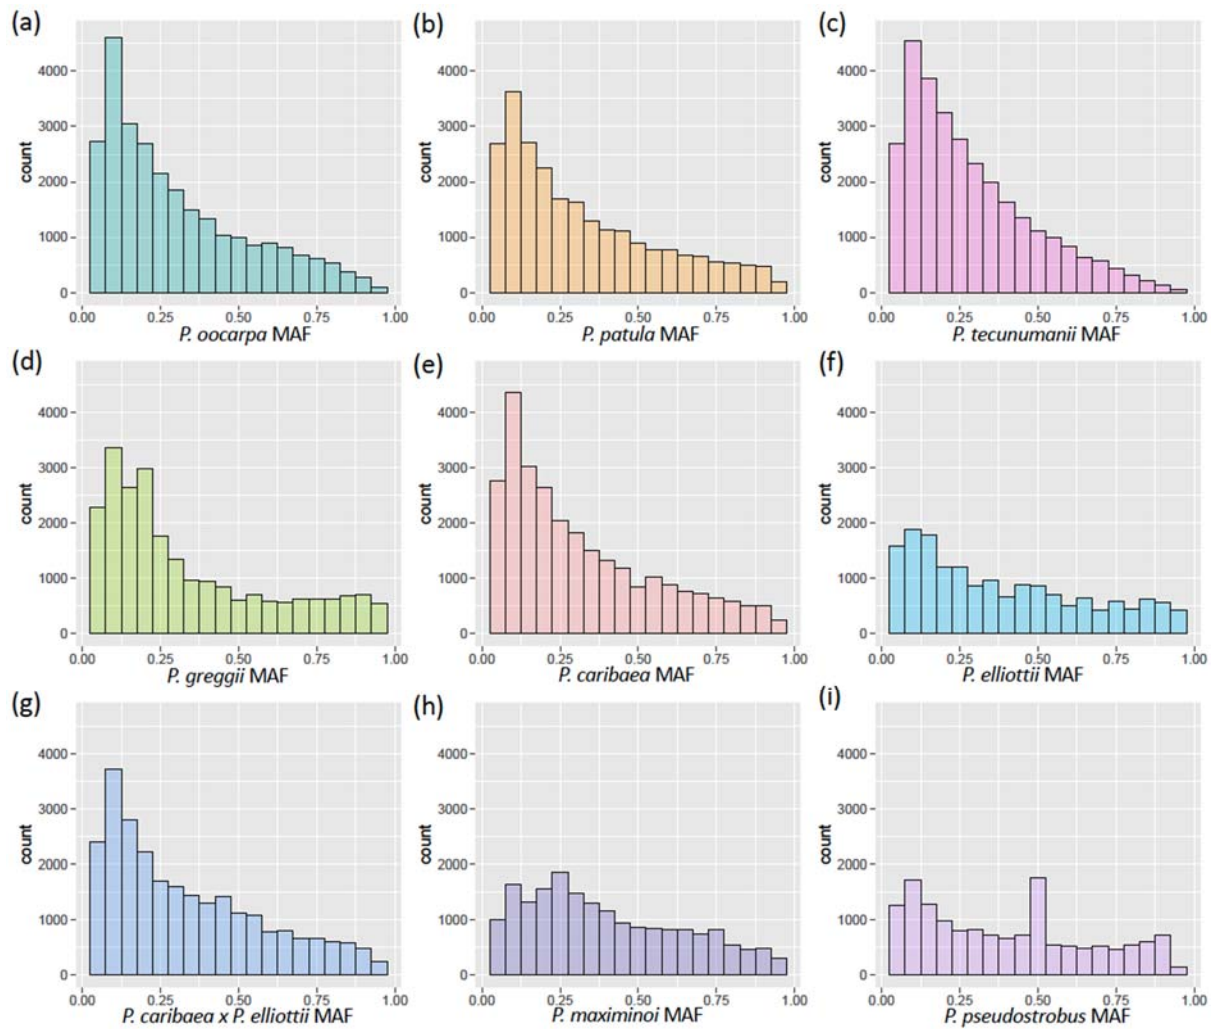 (a)
(b)
(c)
count
4000
3000
2000
1000
0
0.00 0.25 0.50 0.75 1.00
P. oocarpa MAF
count
4000
3000
2000
1000
0
0.00 0.25 0.50 0.75 1.00
P. patula MAF
count
4000
3000
2000
1000
0
0.00 0.25 0.50 0.75 1.00
P. tecunumanii MAF
(d)
(e)
(f)
count
4000
3000
2000
1000
0
0.00 0.25 0.50 0.75 1.00
P. greggii MAF
count
4000
3000
2000
1000
0
0.00 0.25 0.50 0.75 1.00
P. caribaea MAF
count
4000
3000
2000
1000
0
0.00 0.25 0.50 0.75 1.00
P. elliottii MAF
(g)
(h)
(i)
count
4000
3000
2000
1000
0
0.00 0.25 0.50 0.75 1.00
P. caribaea x P. elliottii MAF
count
4000
3000
2000
1000
0
0.00 0.25 0.50 0.75 1.00
P. maximinoi MAF
count
4000
3000
2000
1000
0
0.00 0.25 0.50 0.75 1.00
P. pseudostrobus MAF